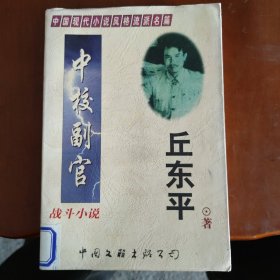 中国现代小说风格流派名篇
中校副官
战斗小说
丘东平
⊙著
中国文联出版公司